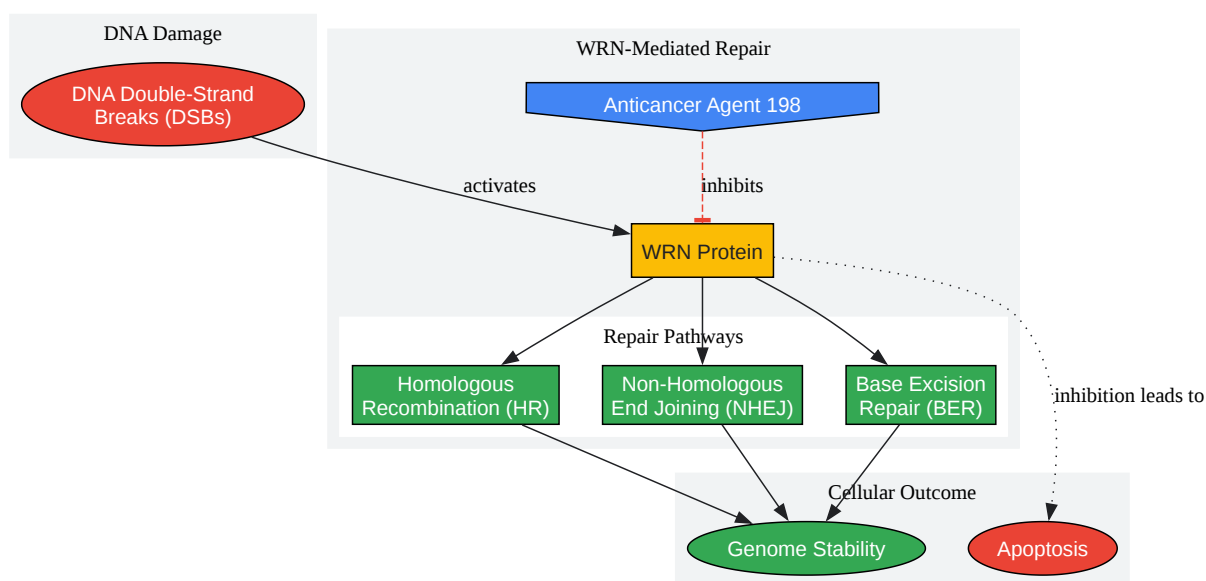 DNA Damage
DNA Double-Strand
Breaks (DSBs)
WRN-Mediated Repair
Anticancer Agent 198
activates
inhibits
WRN Protein
Repair Pathways
Homologous
Recombination (HR)
Non-Homologous
End Joining (NHEJ)
Base Excision
Repair (BER)
inhibition leads to
Cellular Outcome
Genome Stability
Apoptosis